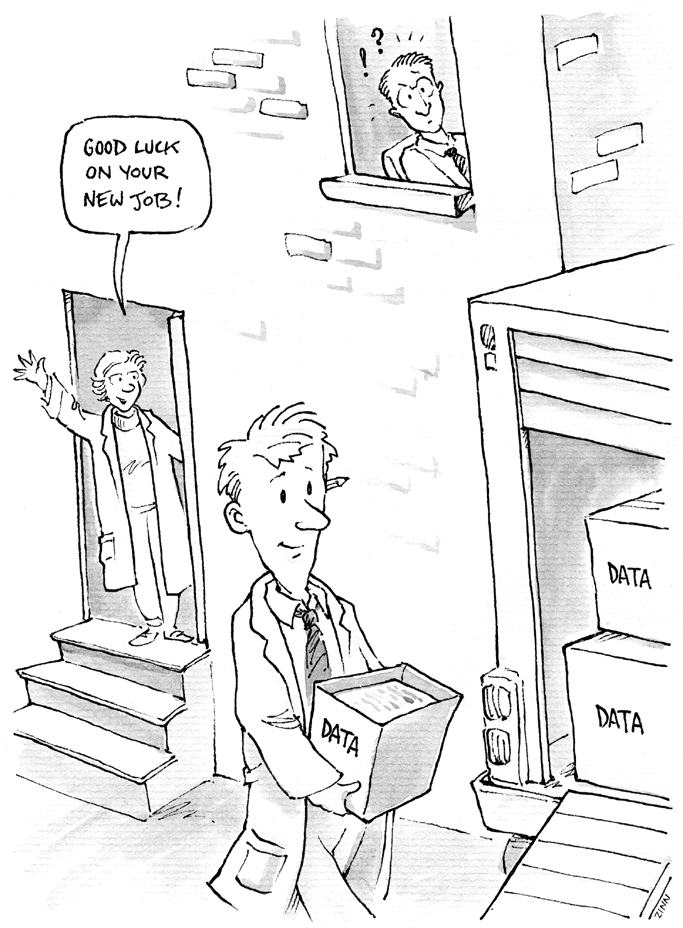 !?
GOOD LUCK
ON YOUR
NEW JOB!
DATA
DATA
DATA
ZINN